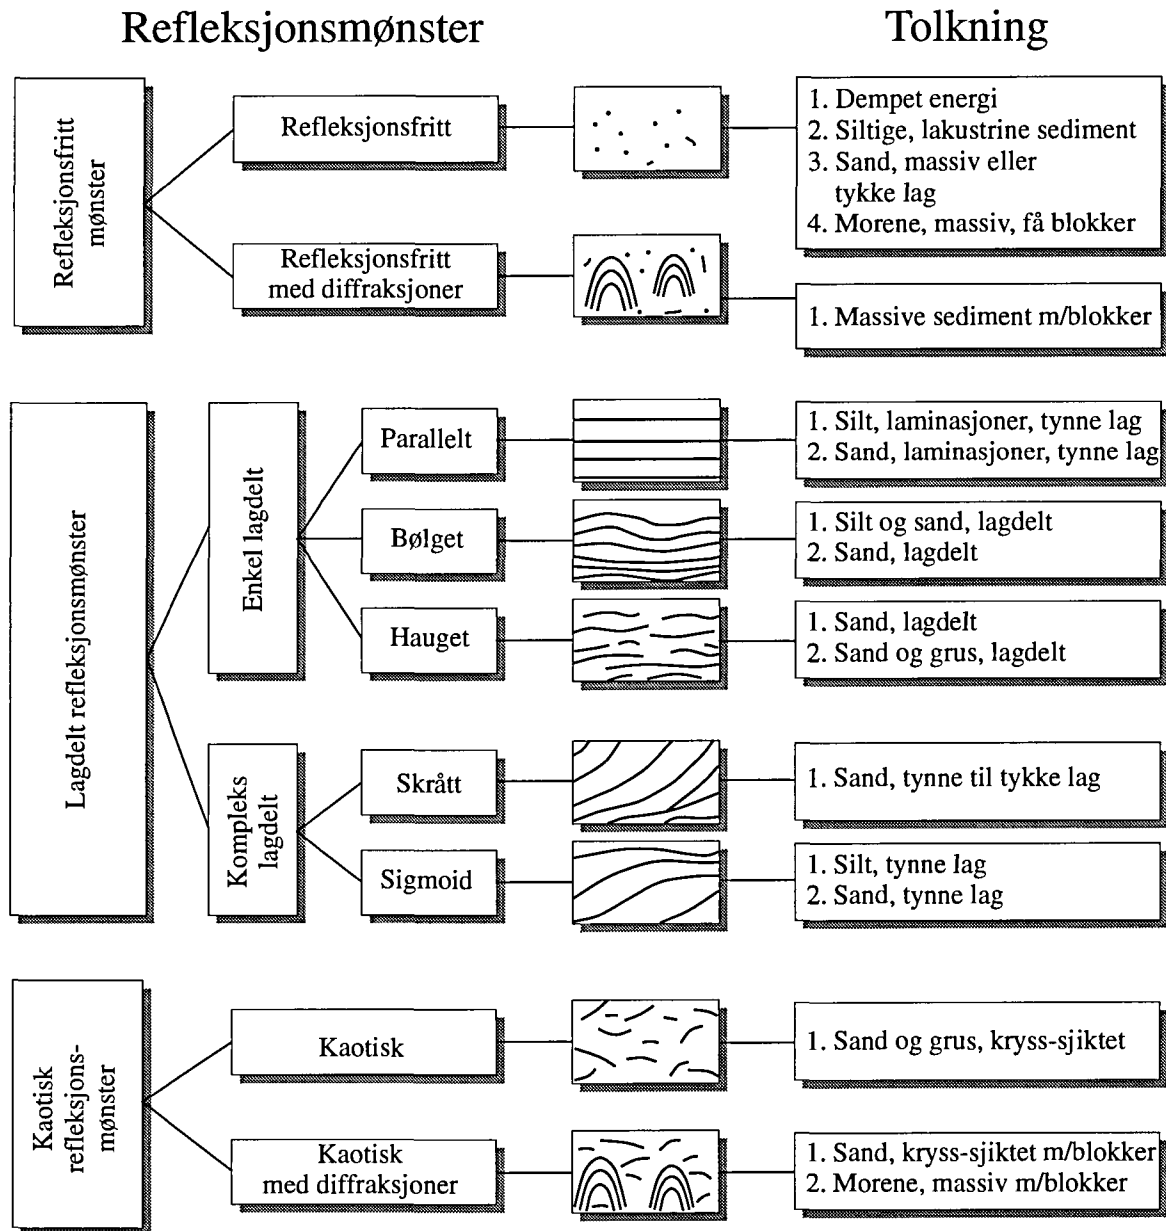 Refleksjonsmønster
Tolkning
Refleksjonsfritt
mønster
Refleksjonsfritt
1. Dempet energi
2. Siltige, lakustrine sediment
3. Sand, massiv eller
tykke lag
4. Morene, massiv, få blokker
Refleksjonsfritt
med diffraksjoner
1. Massive sediment m/blokker
Lagdelt refleksjonsmønster
Enkel lagdelt
Parallelt
1. Silt, laminasjoner, tynne lag
2. Sand, laminasjoner, tynne lag
Bølget
1. Silt og sand, lagdelt
2. Sand, lagdelt
Hauget
1. Sand, lagdelt
2. Sand og grus, lagdelt
Kompleks
lagdelt
Skrått
1. Sand, tynne til tykke lag
Sigmoid
1. Silt, tynne lag
2. Sand, tynne lag
Kaotisk
refleksjons-
mønster
Kaotisk
1. Sand og grus, kryss-sjiktet
Kaotisk
med diffraksjoner
1. Sand, kryss-sjiktet m/blokker
2. Morene, massiv m/blokker